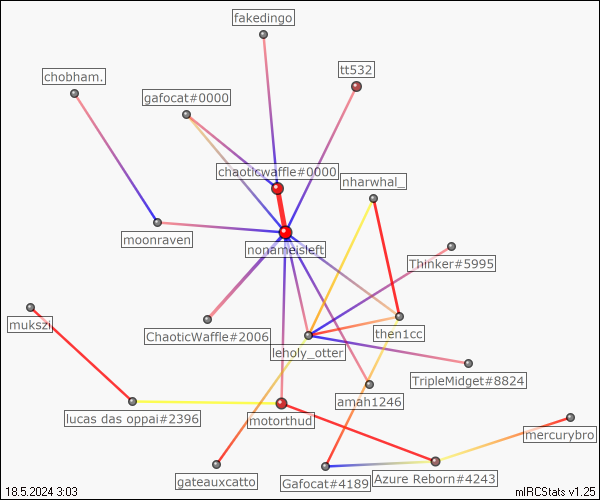 fakedingo
tt532
chobham.
gafocat#0000
chaoticwaffle#0000
nharwhal_
moonraven
nonameisleft
Thinker#5995
mukszi
ChaoticWaffle#2006
then1cc
leholy_otter
TripleMidget#8824
amah1246
lucas das oppai#2396
motorthud
mercurybro
gateauxcatto
Gafocat#4189
Azure Reborn#4243
18.5.2024 3:03
mIRCStats v1.25